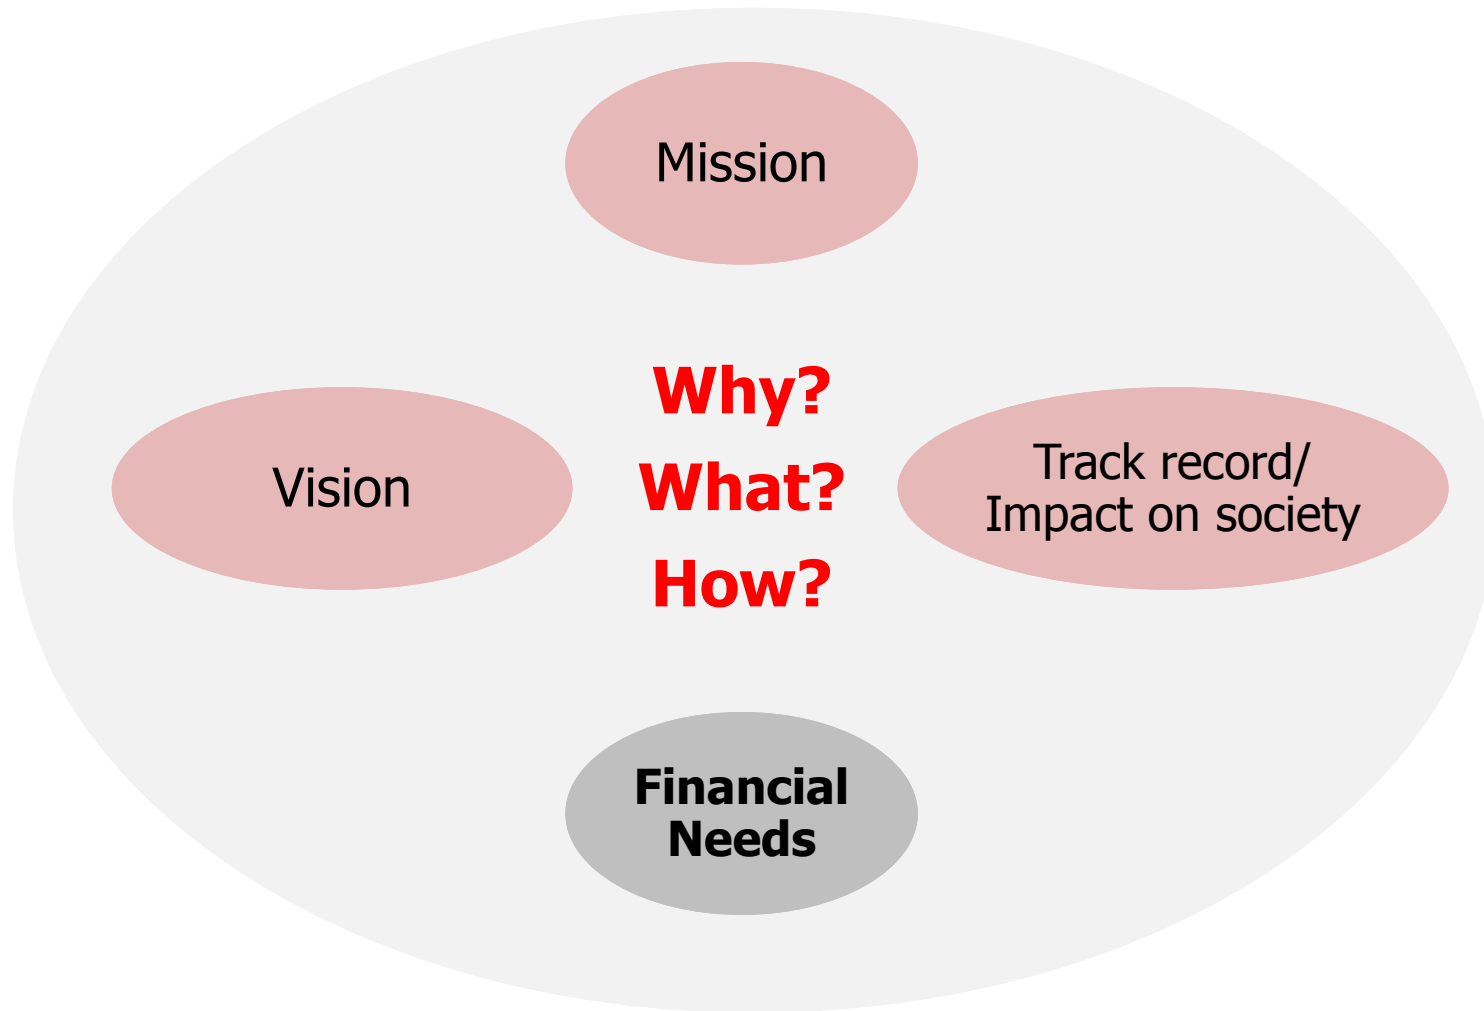 Mission
Why?
Vision
What?
Track record/
Impact on society
How?
Financial
Needs